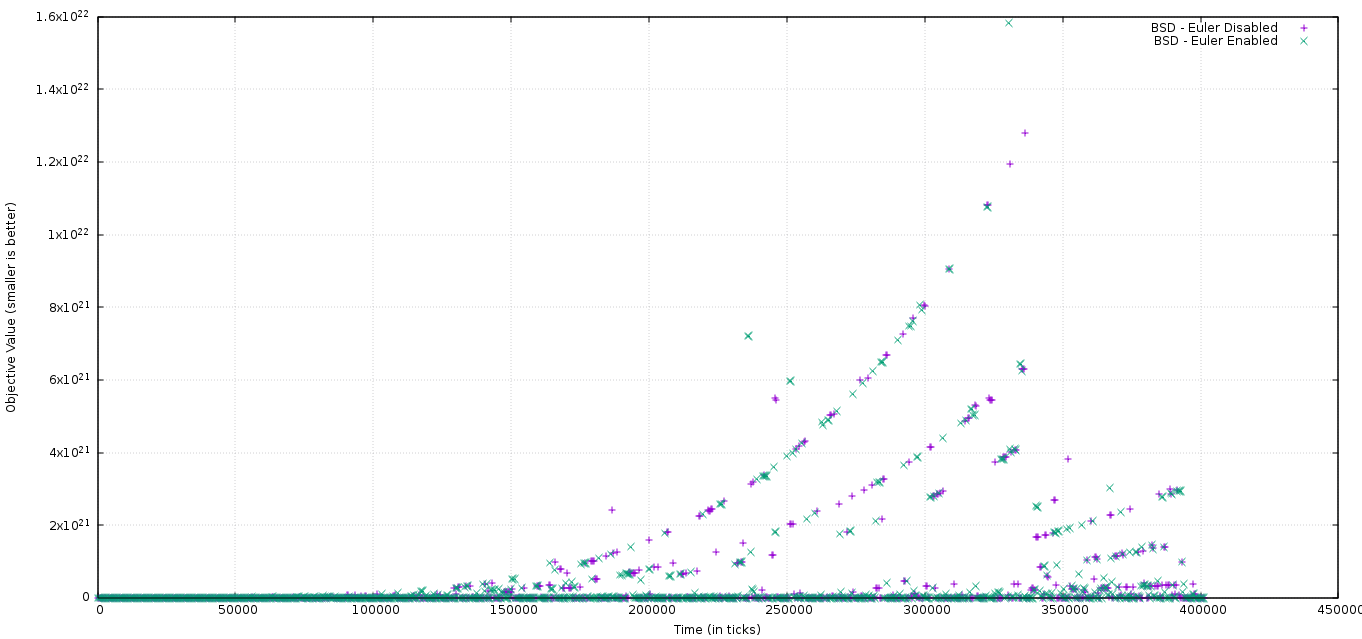 1.6x10^22
1.4x10^22
1.2x10^22
1x10^22
8x10^21
6x10^21
4x10^21
2x10^21
0
0
50000
100000
150000
200000
250000
300000
350000
400000
450000
Time (in ticks)
Objective Value (smaller is better)
BSD - Euler Disabled
BSD - Euler Enabled